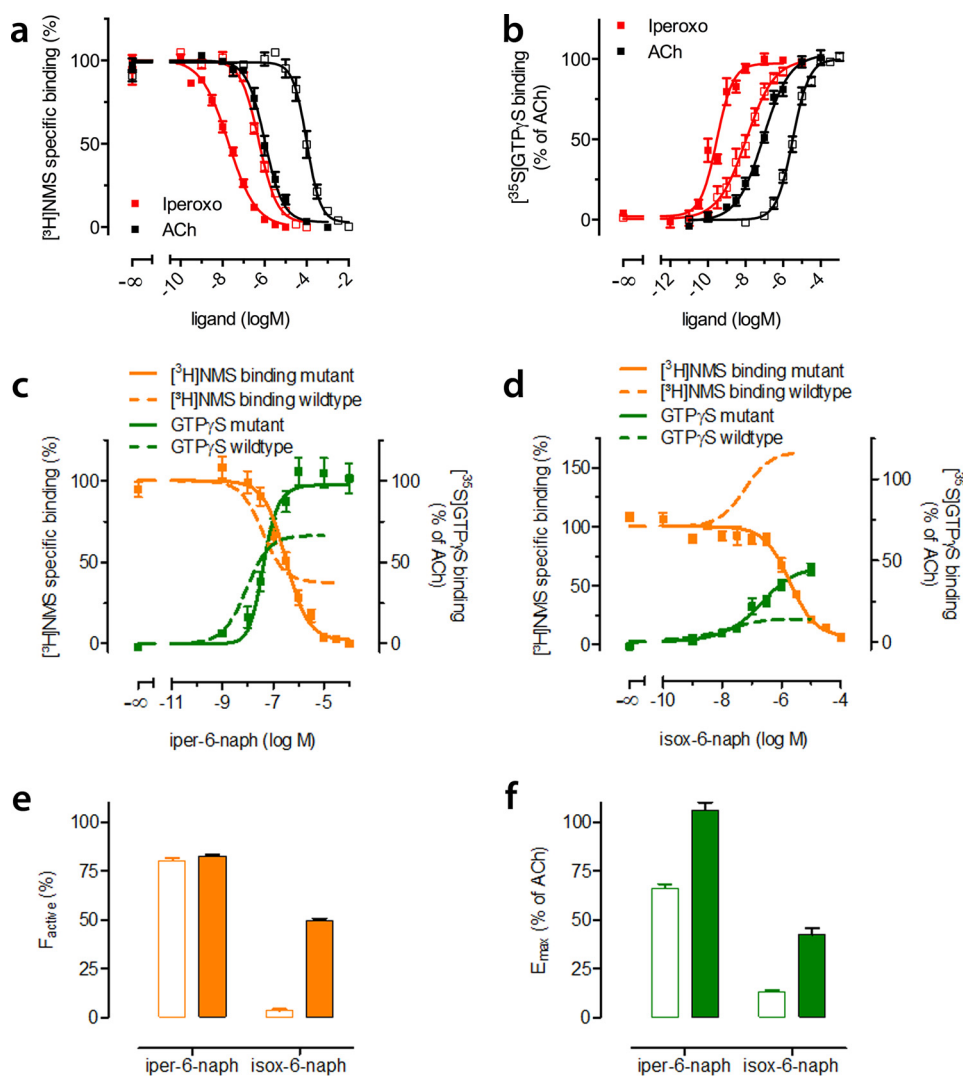 a
[³H]NMS specific binding (%)
100
50
0
Iperoxo
ACh
-∞
-10
-8
-6
-4
-2
ligand (logM)
b
[³⁵S]GTPγS binding
(% of ACh)
Iperoxo
ACh
100
50
0
-∞
-12
-10
-8
-6
-4
ligand (logM)
c
[³H]NMS binding mutant
[³H]NMS binding wildtype
GTPγS mutant
GTPγS wildtype
[³H]NMS specific binding (%)
100
75
50
25
0
100
50
0
[³⁵S]GTPγS binding
(% of ACh)
-∞
-11
-9
-7
-5
iper-6-naph (log M)
d
[³H]NMS binding mutant
[³H]NMS binding wildtype
GTPγS mutant
GTPγS wildtype
[³H]NMS specific binding (%)
150
100
50
0
100
50
0
[³⁵S]GTPγS binding
(% of ACh)
-∞
-10
-8
-6
-4
isox-6-naph (log M)
e
Factive (%)
100
75
50
25
0
iper-6-naph
isox-6-naph
f
Emax (% of ACh)
100
75
50
25
0
iper-6-naph
isox-6-naph